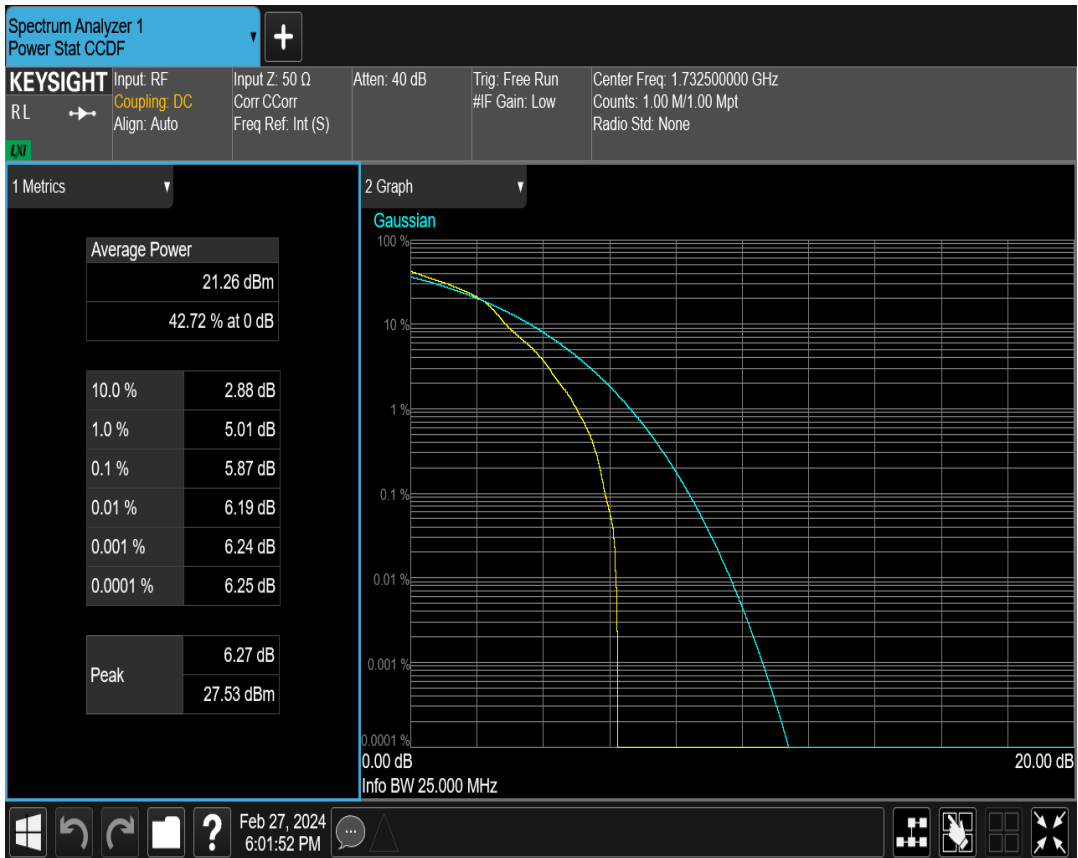 Spectrum Analyzer 1
Power Stat CCDF
+
KEYSIGHT
RL
LXI
Input: RF
Coupling: DC
Align: Auto
Input Z: 50 Ω
Corr CCorr
Freq Ref: Int (S)
Atten: 40 dB
Trig: Free Run
#IF Gain: Low
Center Freq: 1.732500000 GHz
Counts: 1.00 M/1.00 Mpt
Radio Std: None
1 Metrics
Average Power
21.26 dBm
42.72 % at 0 dB
10.0 % 2.88 dB
1.0 % 5.01 dB
0.1 % 5.87 dB
0.01 % 6.19 dB
0.001 % 6.24 dB
0.0001 % 6.25 dB
Peak
6.27 dB
27.53 dBm
2 Graph
Gaussian
100 %
10 %
1 %
0.1 %
0.01 %
0.001 %
0.0001 %
0.00 dB 20.00 dB
Info BW 25.000 MHz
?
Feb 27, 2024
6:01:52 PM